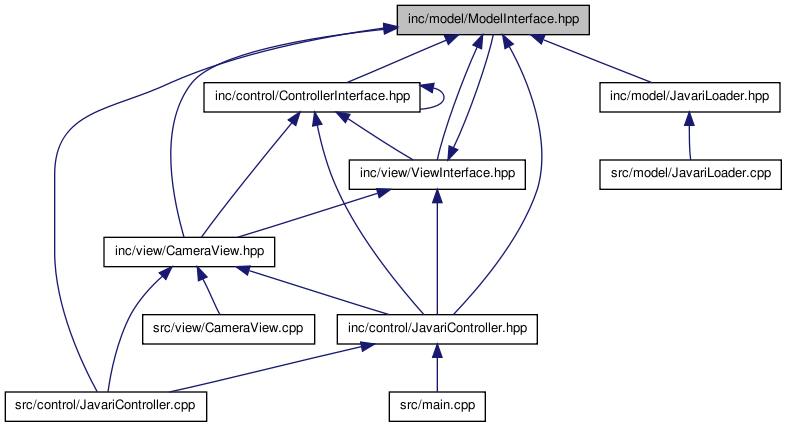 inc/model/ModelInterface.hpp
inc/control/ControllerInterface.hpp
inc/model/JavariLoader.hpp
inc/view/ViewInterface.hpp
src/model/JavariLoader.cpp
inc/view/CameraView.hpp
src/view/CameraView.cpp
inc/control/JavariController.hpp
src/control/JavariController.cpp
src/main.cpp